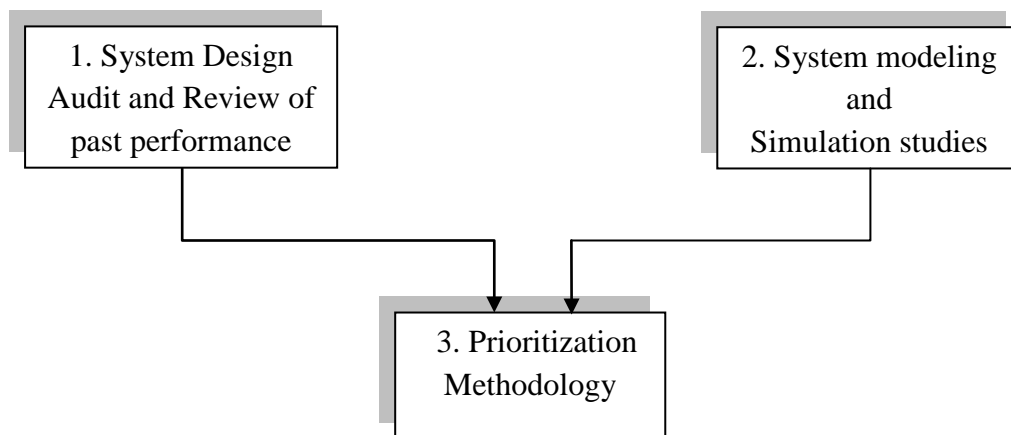 1. System Design
Audit and Review of
past performance
2. System modeling
and
Simulation studies
3. Prioritization
Methodology